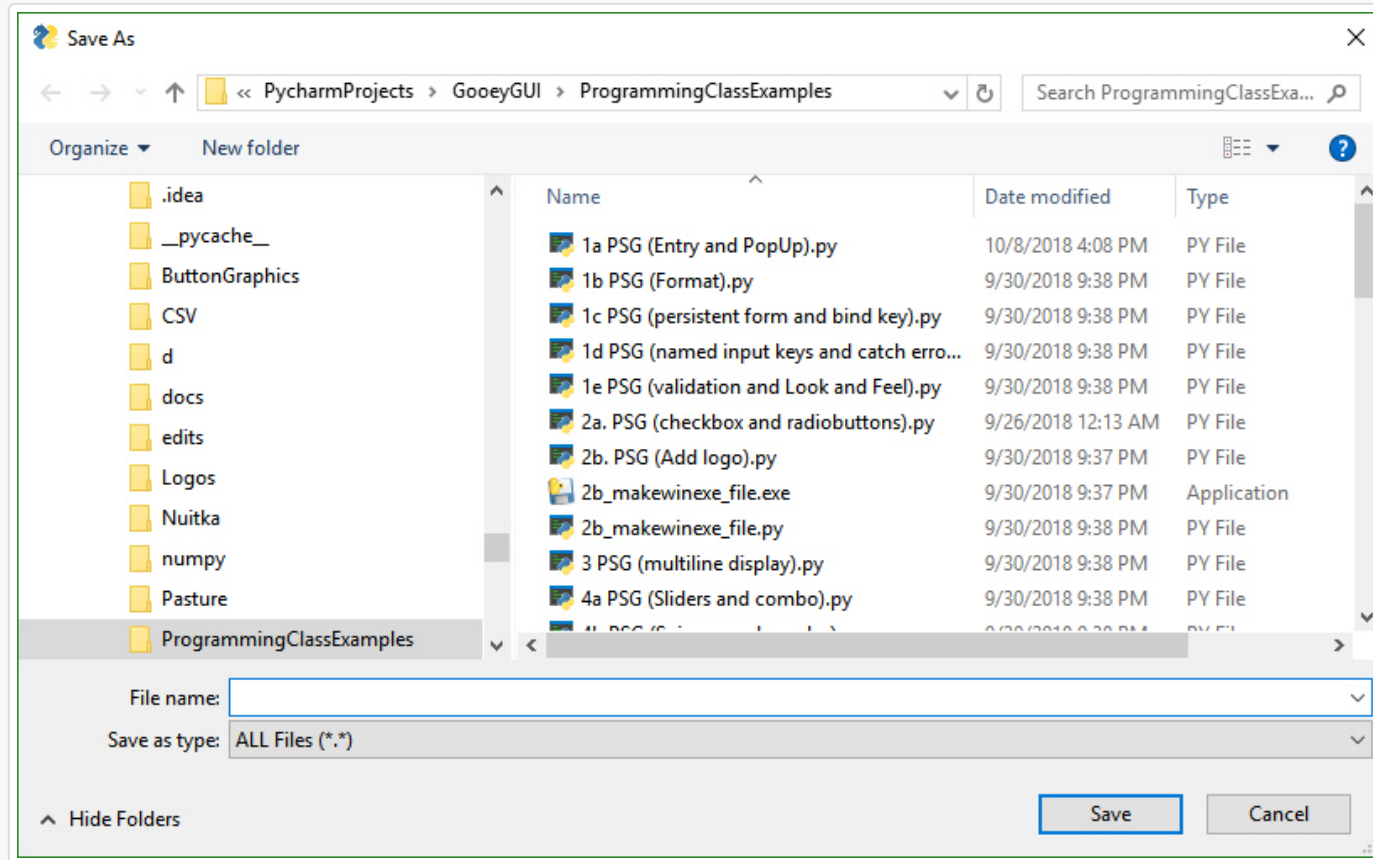 Save As
« PycharmProjects › GooeyGUI › ProgrammingClassExamples
Search ProgrammingClassExa...
Organize
New folder
?
.idea
__pycache__
ButtonGraphics
CSV
d
docs
edits
Logos
Nuitka
numpy
Pasture
ProgrammingClassExamples
Name Date modified Type
1a PSG (Entry and PopUp).py 10/8/2018 4:08 PM PY File
1b PSG (Format).py 9/30/2018 9:38 PM PY File
1c PSG (persistent form and bind key).py 9/30/2018 9:38 PM PY File
1d PSG (named input keys and catch erro... 9/30/2018 9:38 PM PY File
1e PSG (validation and Look and Feel).py 9/30/2018 9:38 PM PY File
2a. PSG (checkbox and radiobuttons).py 9/26/2018 12:13 AM PY File
2b. PSG (Add logo).py 9/30/2018 9:37 PM PY File
2b_makewinexe_file.exe 9/30/2018 9:37 PM Application
2b_makewinexe_file.py 9/30/2018 9:38 PM PY File
3 PSG (multiline display).py 9/30/2018 9:38 PM PY File
4a PSG (Sliders and combo).py 9/30/2018 9:38 PM PY File
File name:
Save as type: ALL Files (*.*)
Hide Folders
Save
Cancel